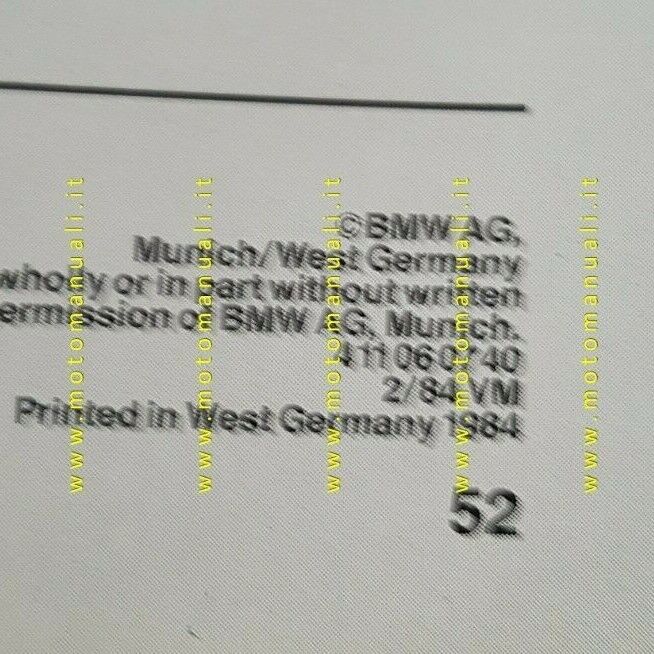 ©BMW AG,
Munich/West Germany
wholly or in part without written
ermission of BMW AG, Munich.
2/84 VM
Printed in West Germany 1984
52
www.motomanuali.it
www.motomanuali.it
www.motomanuali.it
www.motomanuali.it
www.motomanuali.it